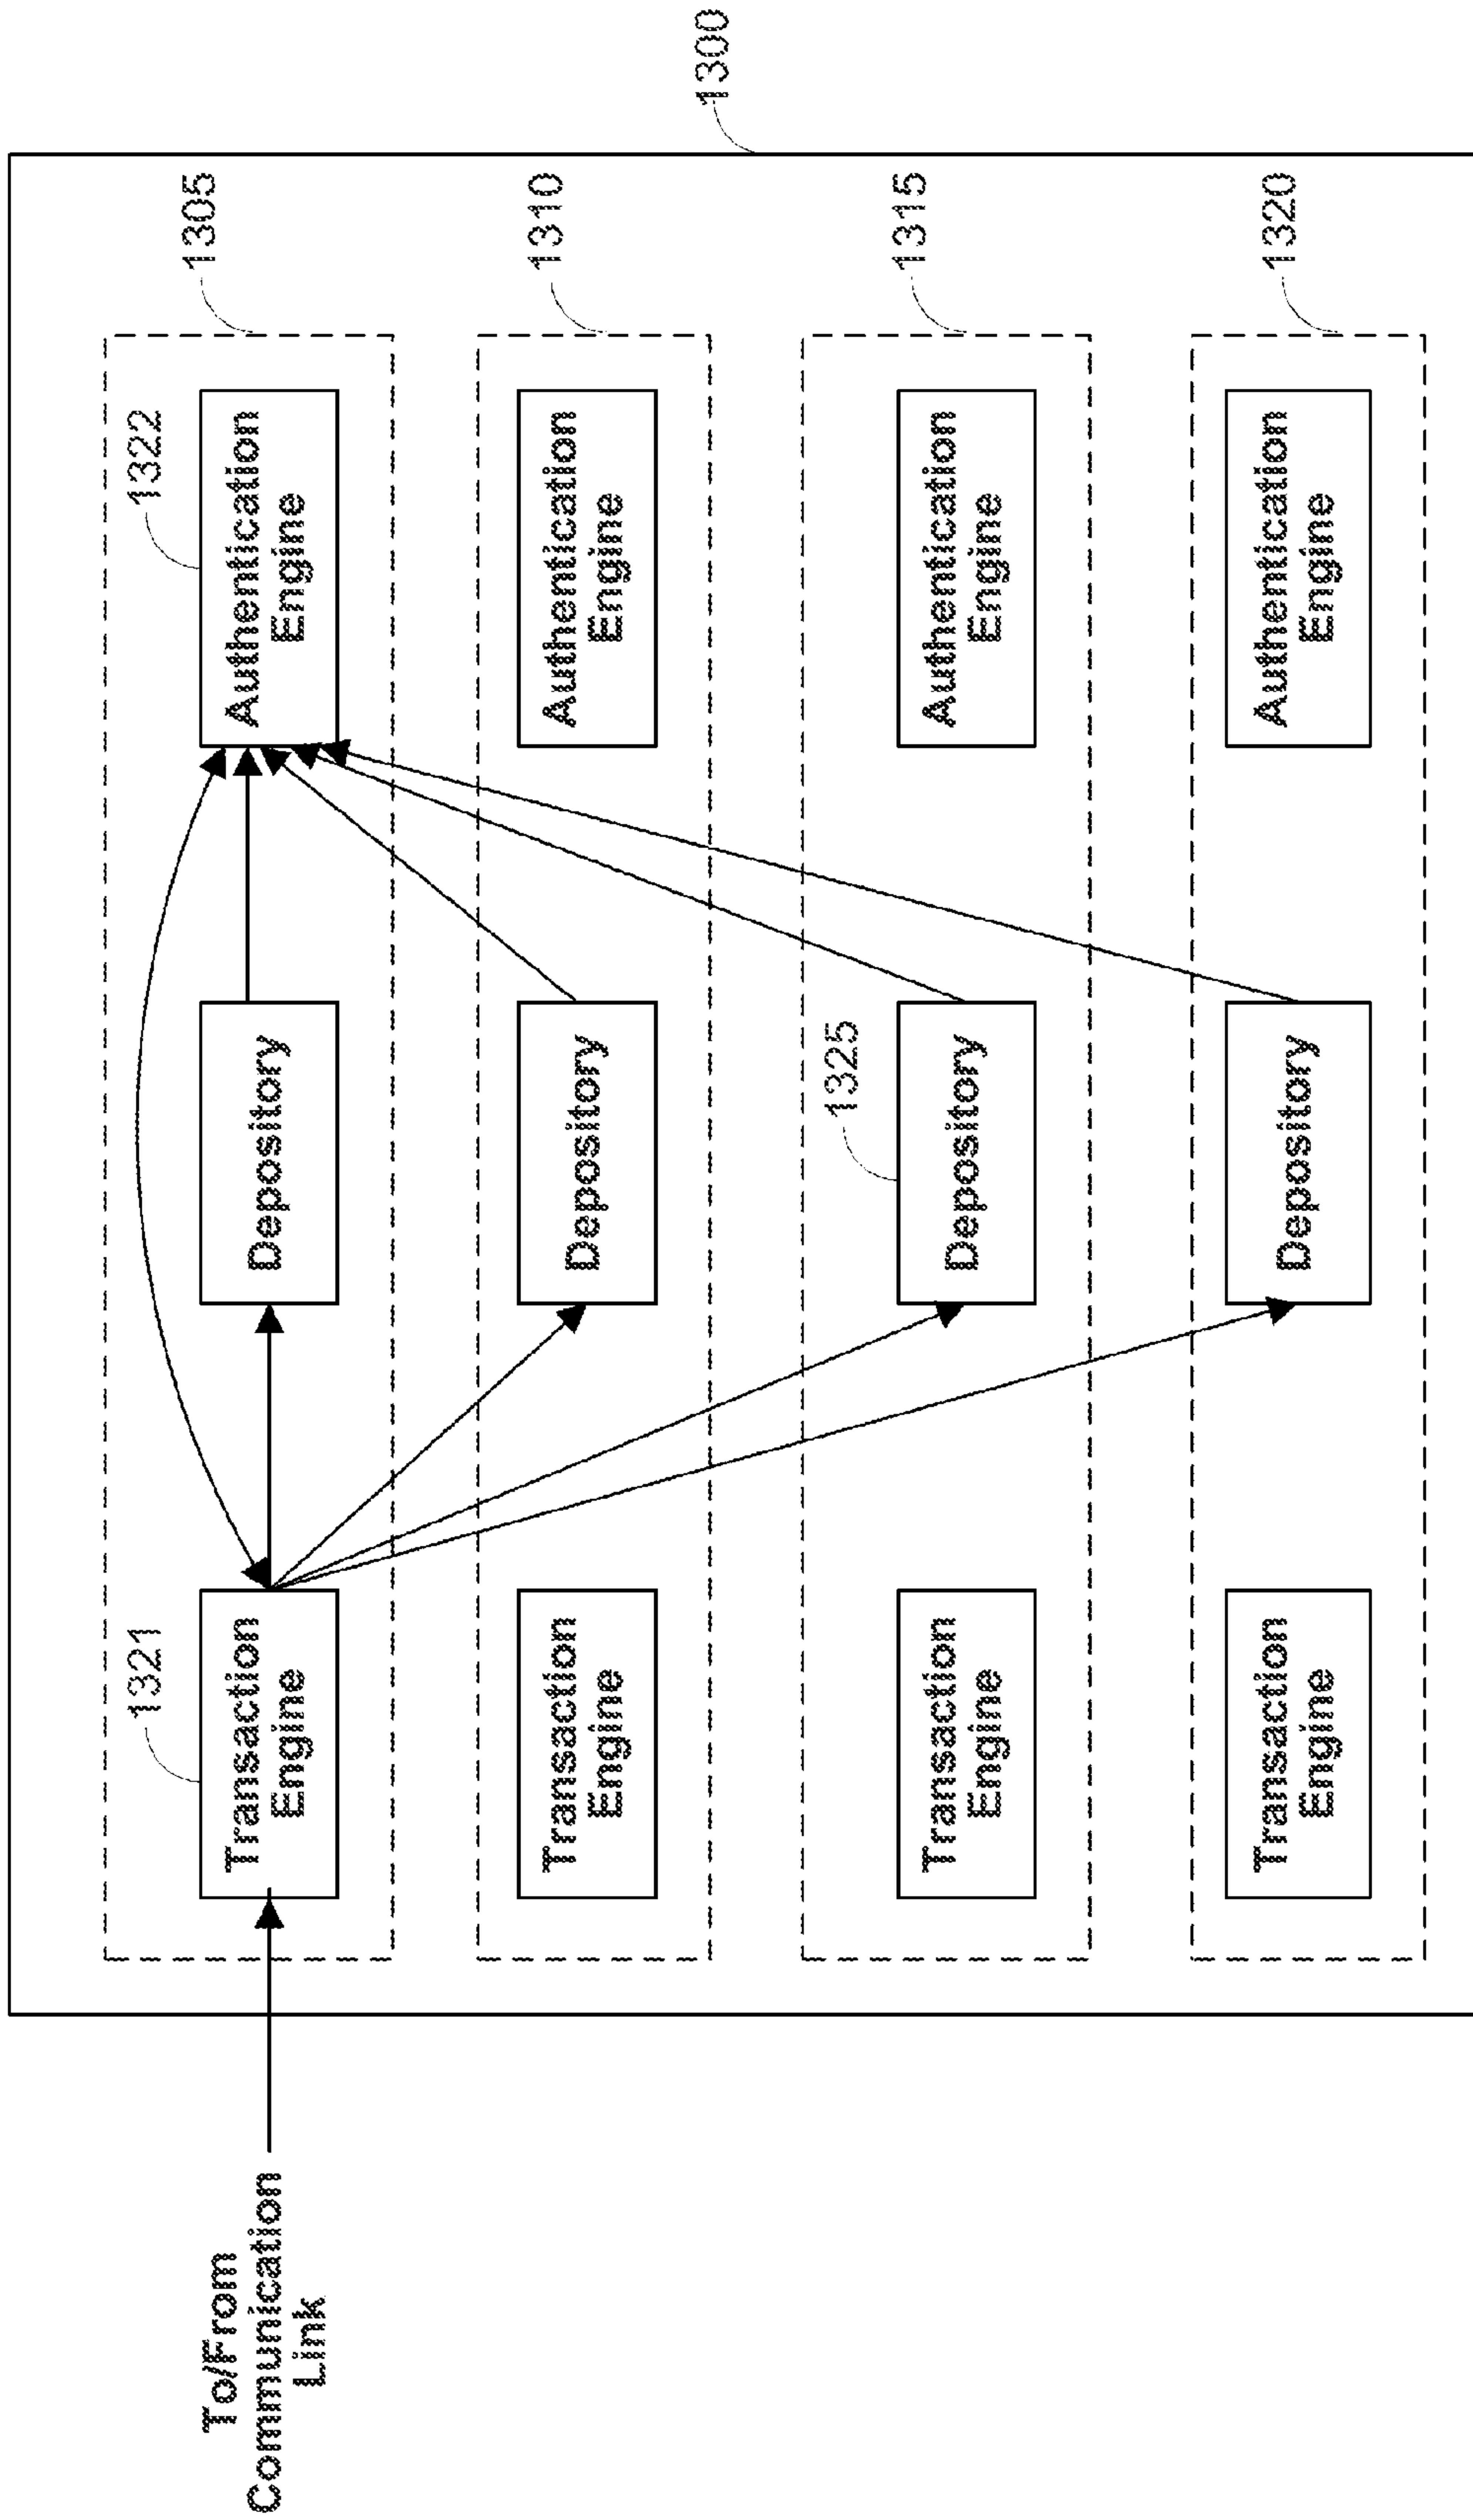 1300
1305
1322
Authentication
Engine
Depository
1321
Transaction
Engine
To/From
Communication
Link
1310
Authentication
Engine
Depository
Transaction
Engine
1315
Authentication
Engine
1325
Depository
Transaction
Engine
1320
Authentication
Engine
Depository
Transaction
Engine